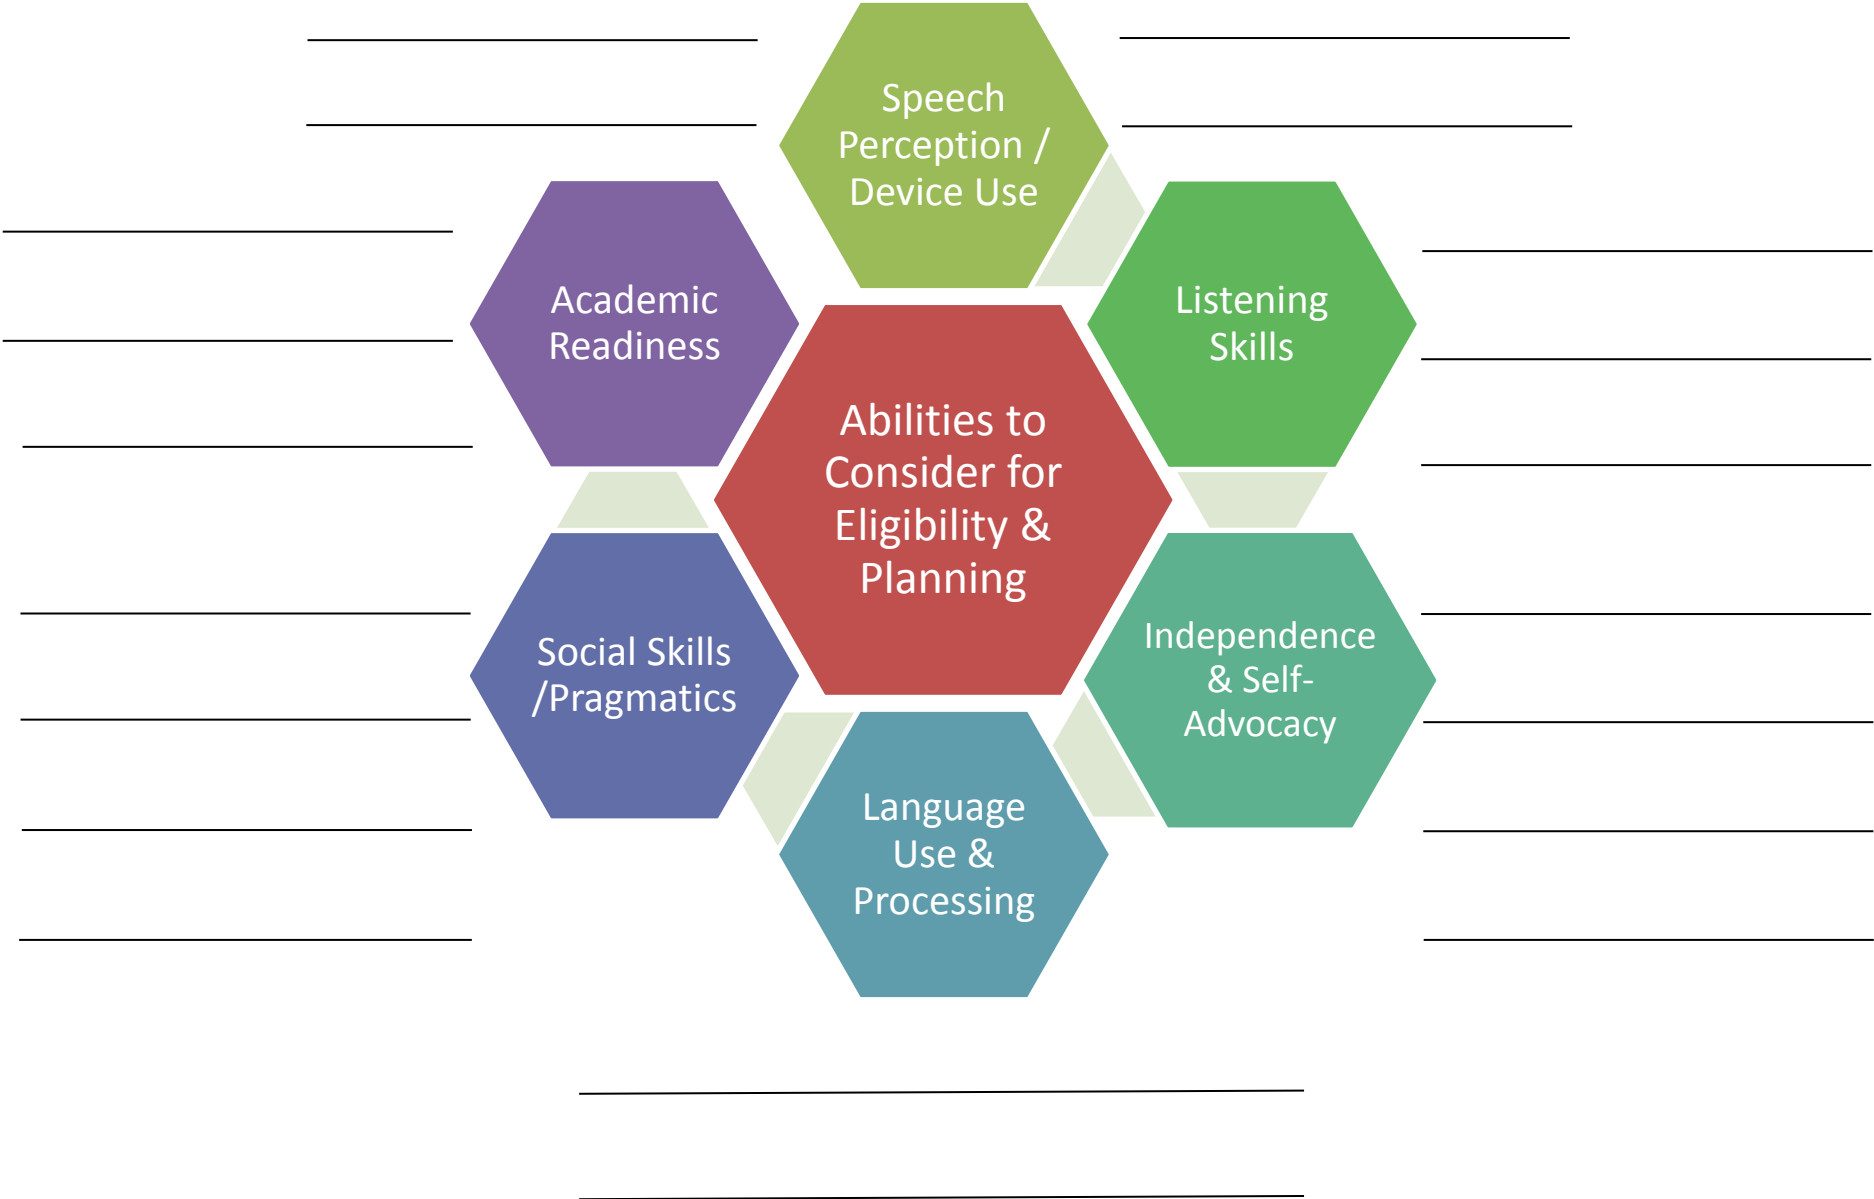 Speech
Perception /
Device Use
Academic
Readiness
Listening
Skills
Abilities to
Consider for
Eligibility &
Planning
Social Skills
/Pragmatics
Independence
& Self-
Advocacy
Language
Use &
Processing